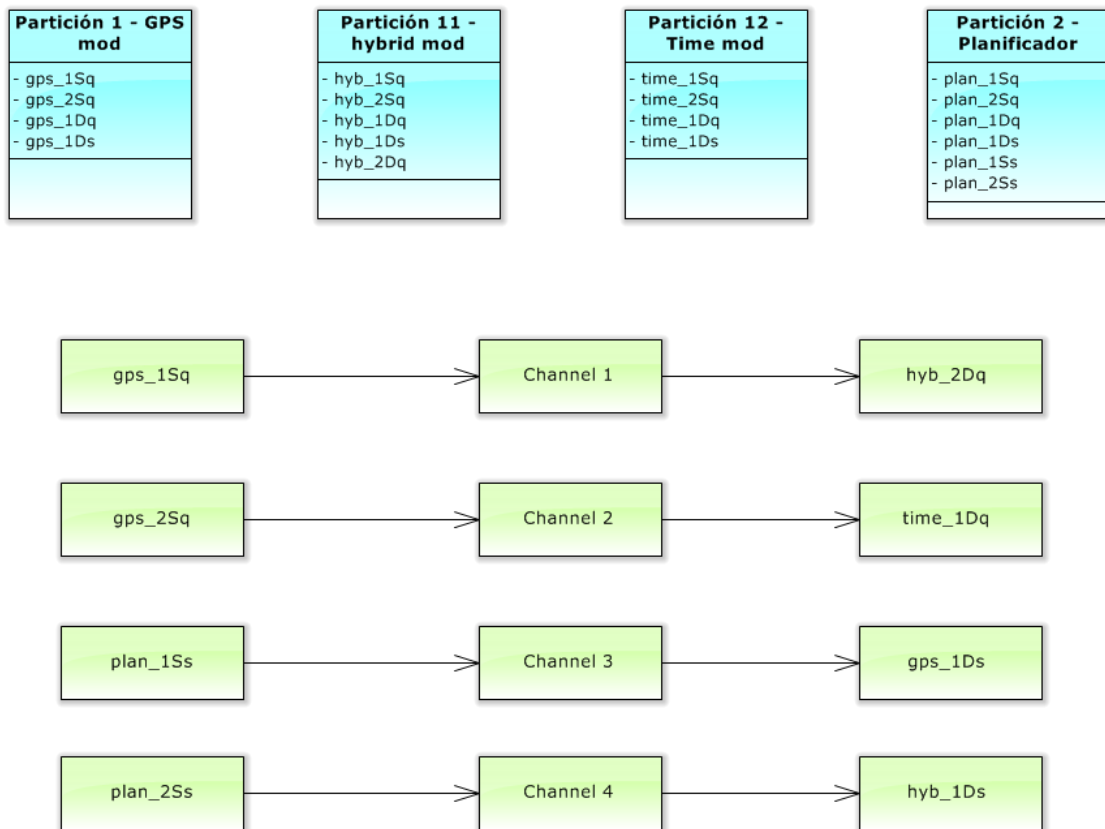 Partición 1 - GPS
mod
- gps_1Sq
- gps_2Sq
- gps_1Dq
- gps_1Ds
Partición 11 -
hybrid mod
- hyb_1Sq
- hyb_2Sq
- hyb_1Dq
- hyb_1Ds
- hyb_2Dq
Partición 12 -
Time mod
- time_1Sq
- time_2Sq
- time_1Dq
- time_1Ds
Partición 2 -
Planificador
- plan_1Sq
- plan_2Sq
- plan_1Dq
- plan_1Ds
- plan_1Ss
- plan_2Ss
gps_1Sq
Channel 1
hyb_2Dq
gps_2Sq
Channel 2
time_1Dq
plan_1Ss
Channel 3
gps_1Ds
plan_2Ss
Channel 4
hyb_1Ds